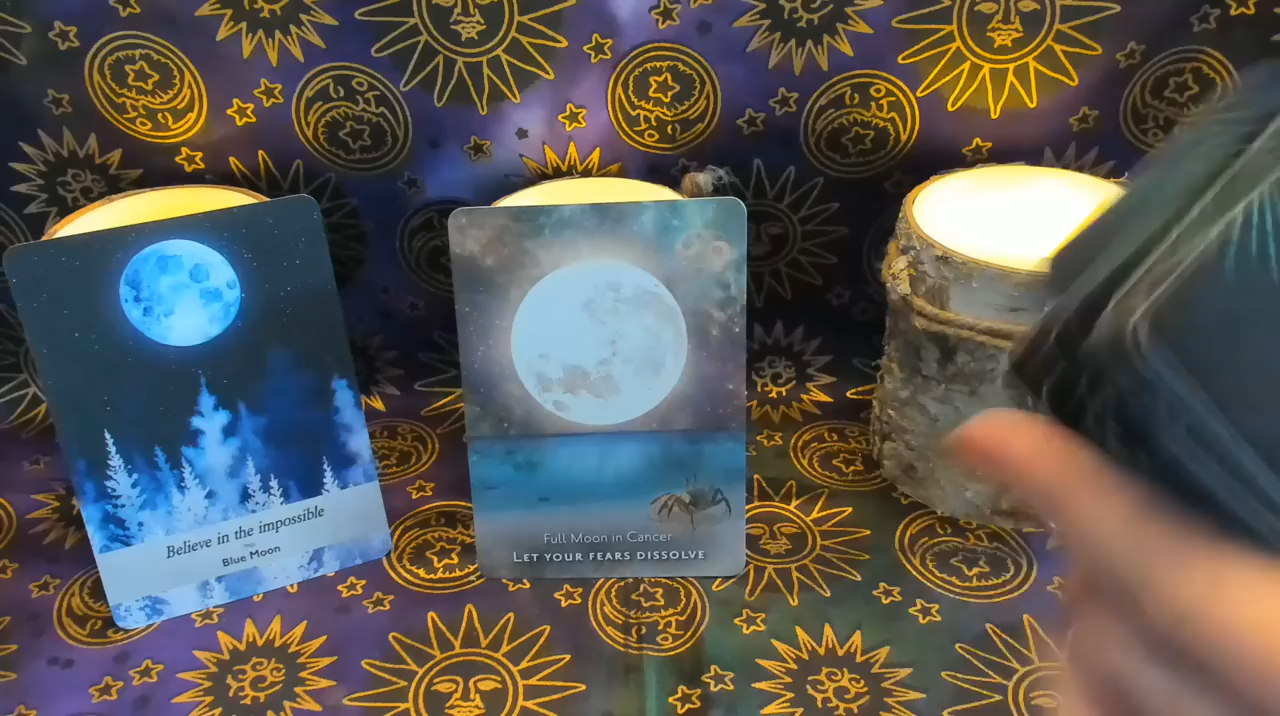 Believe in the impossible
Blue Moon
Full Moon in Cancer
LET YOUR FEARS DISSOLVE